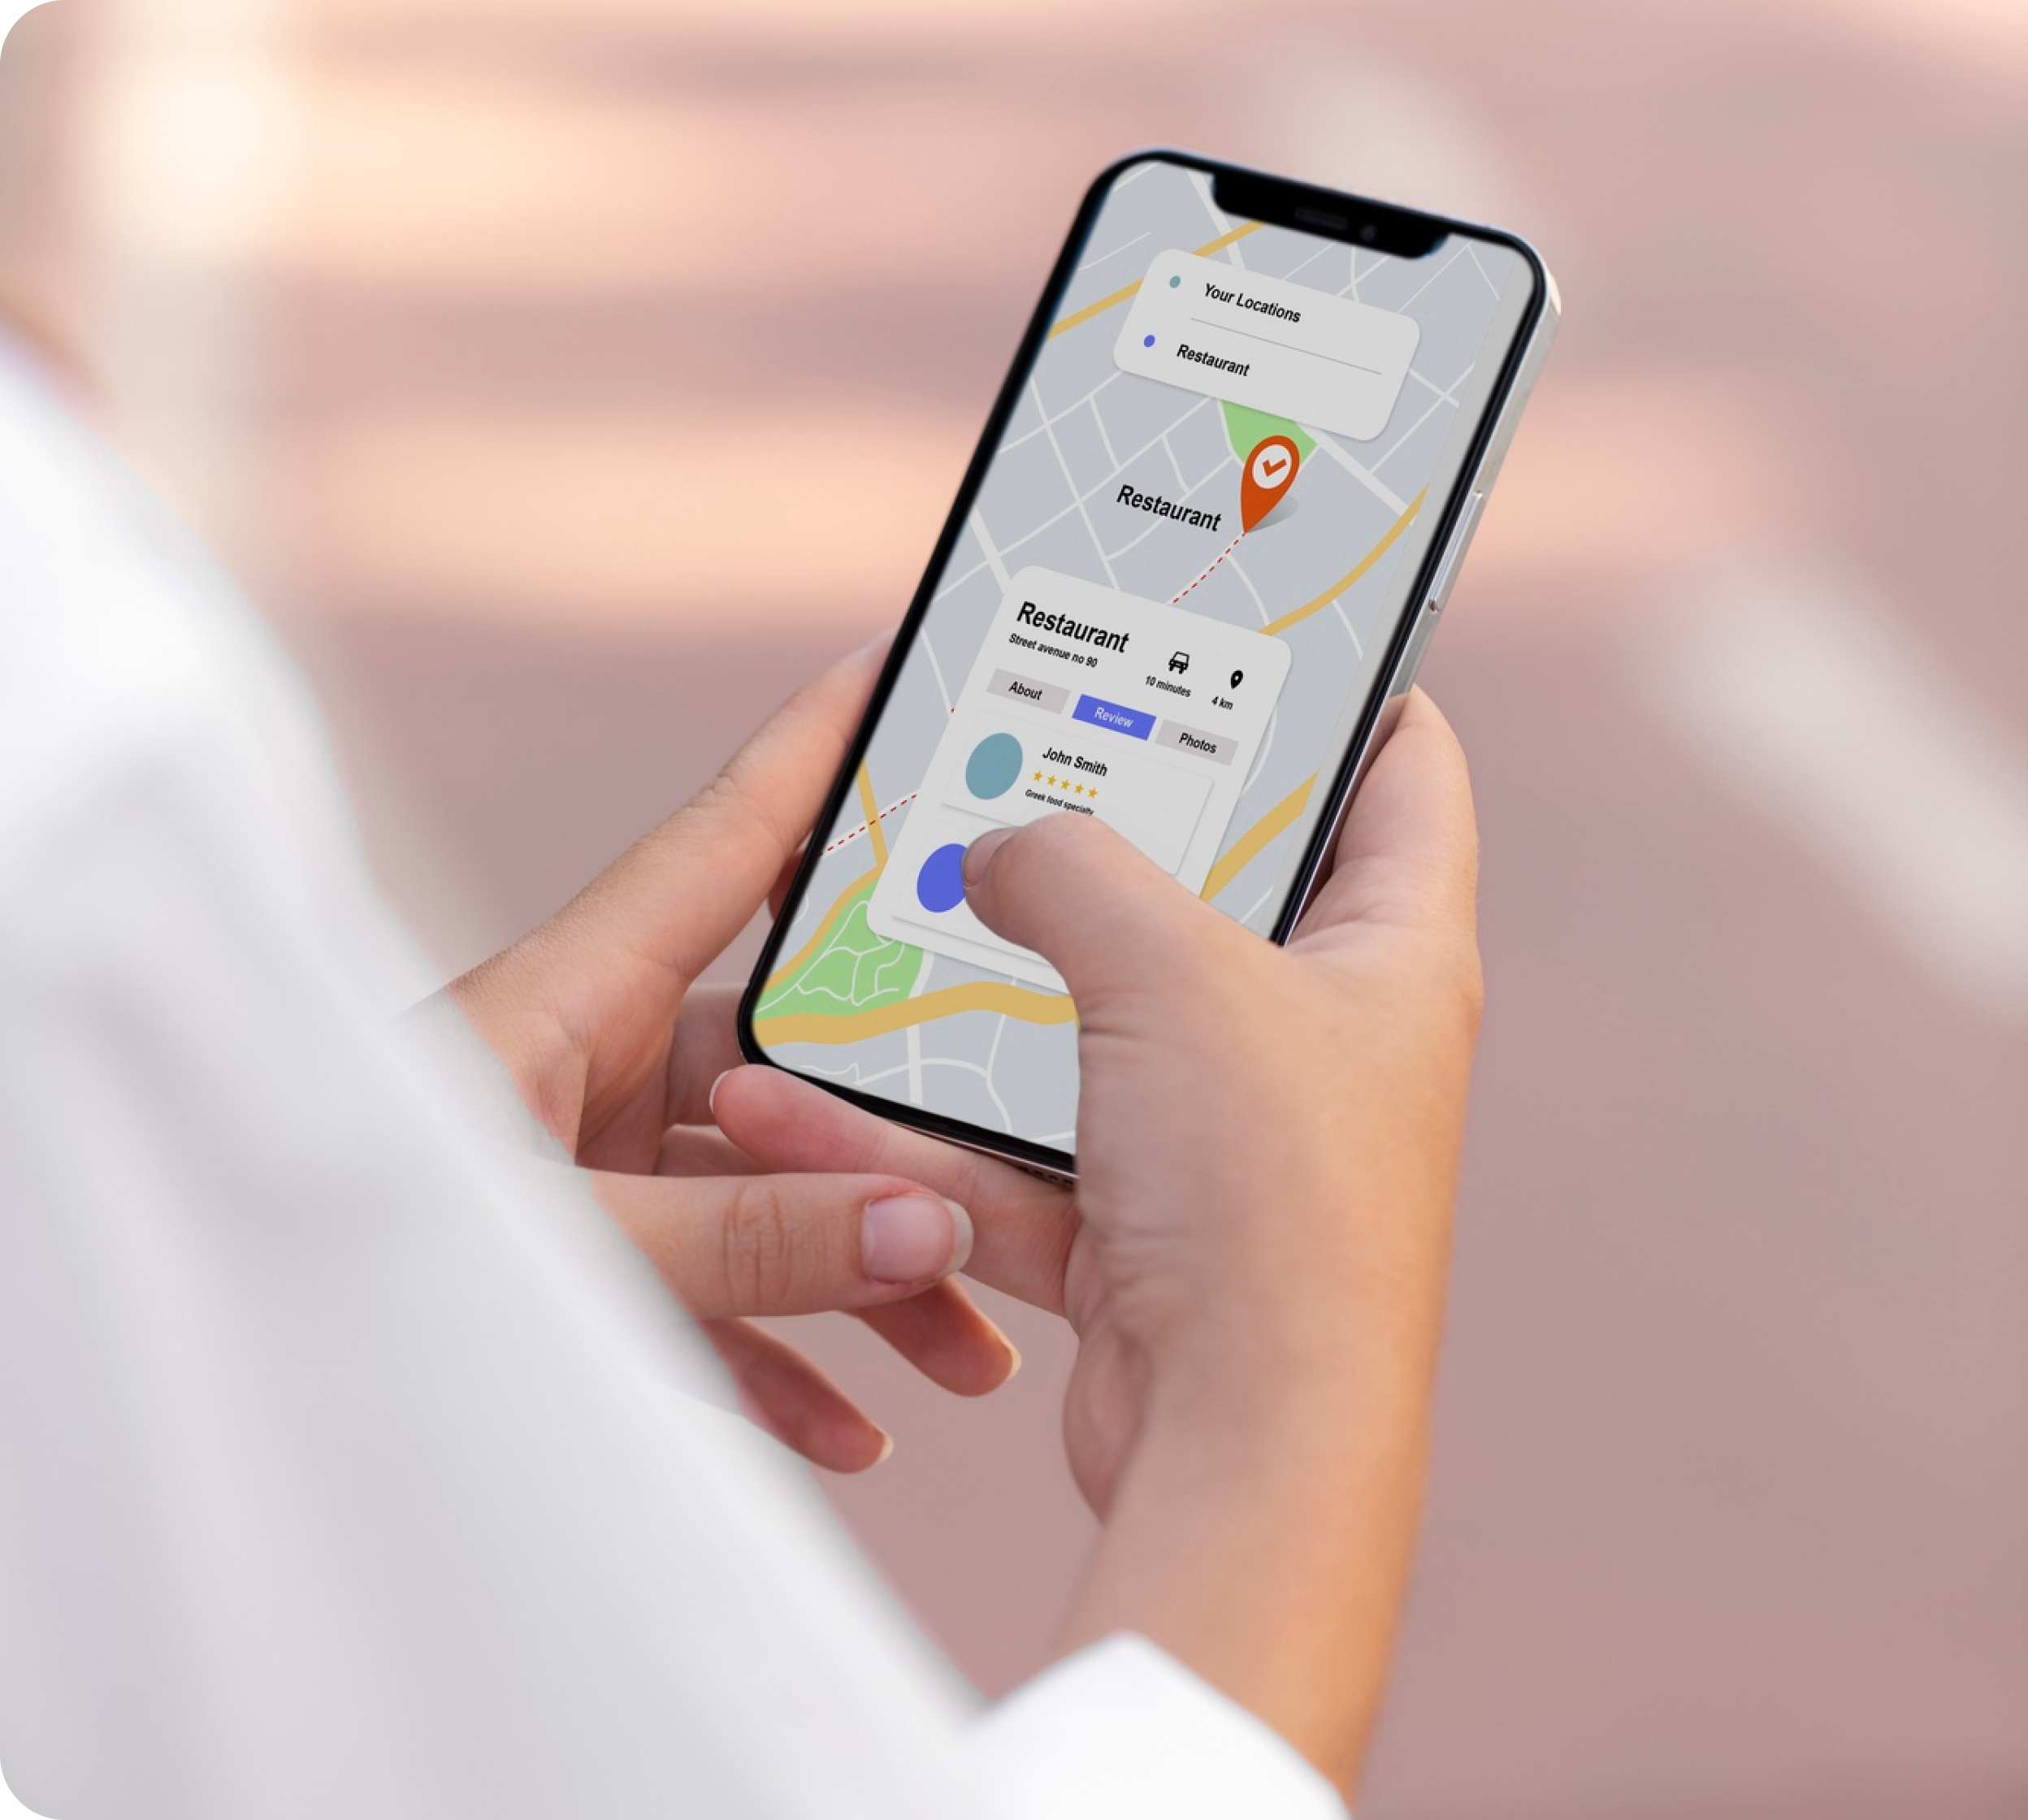 Your Locations
Restaurant
Restaurant
Restaurant
Street avenue no 90
10 minutes
4 km
About
Review
Photos
John Smith
Greek food specialty